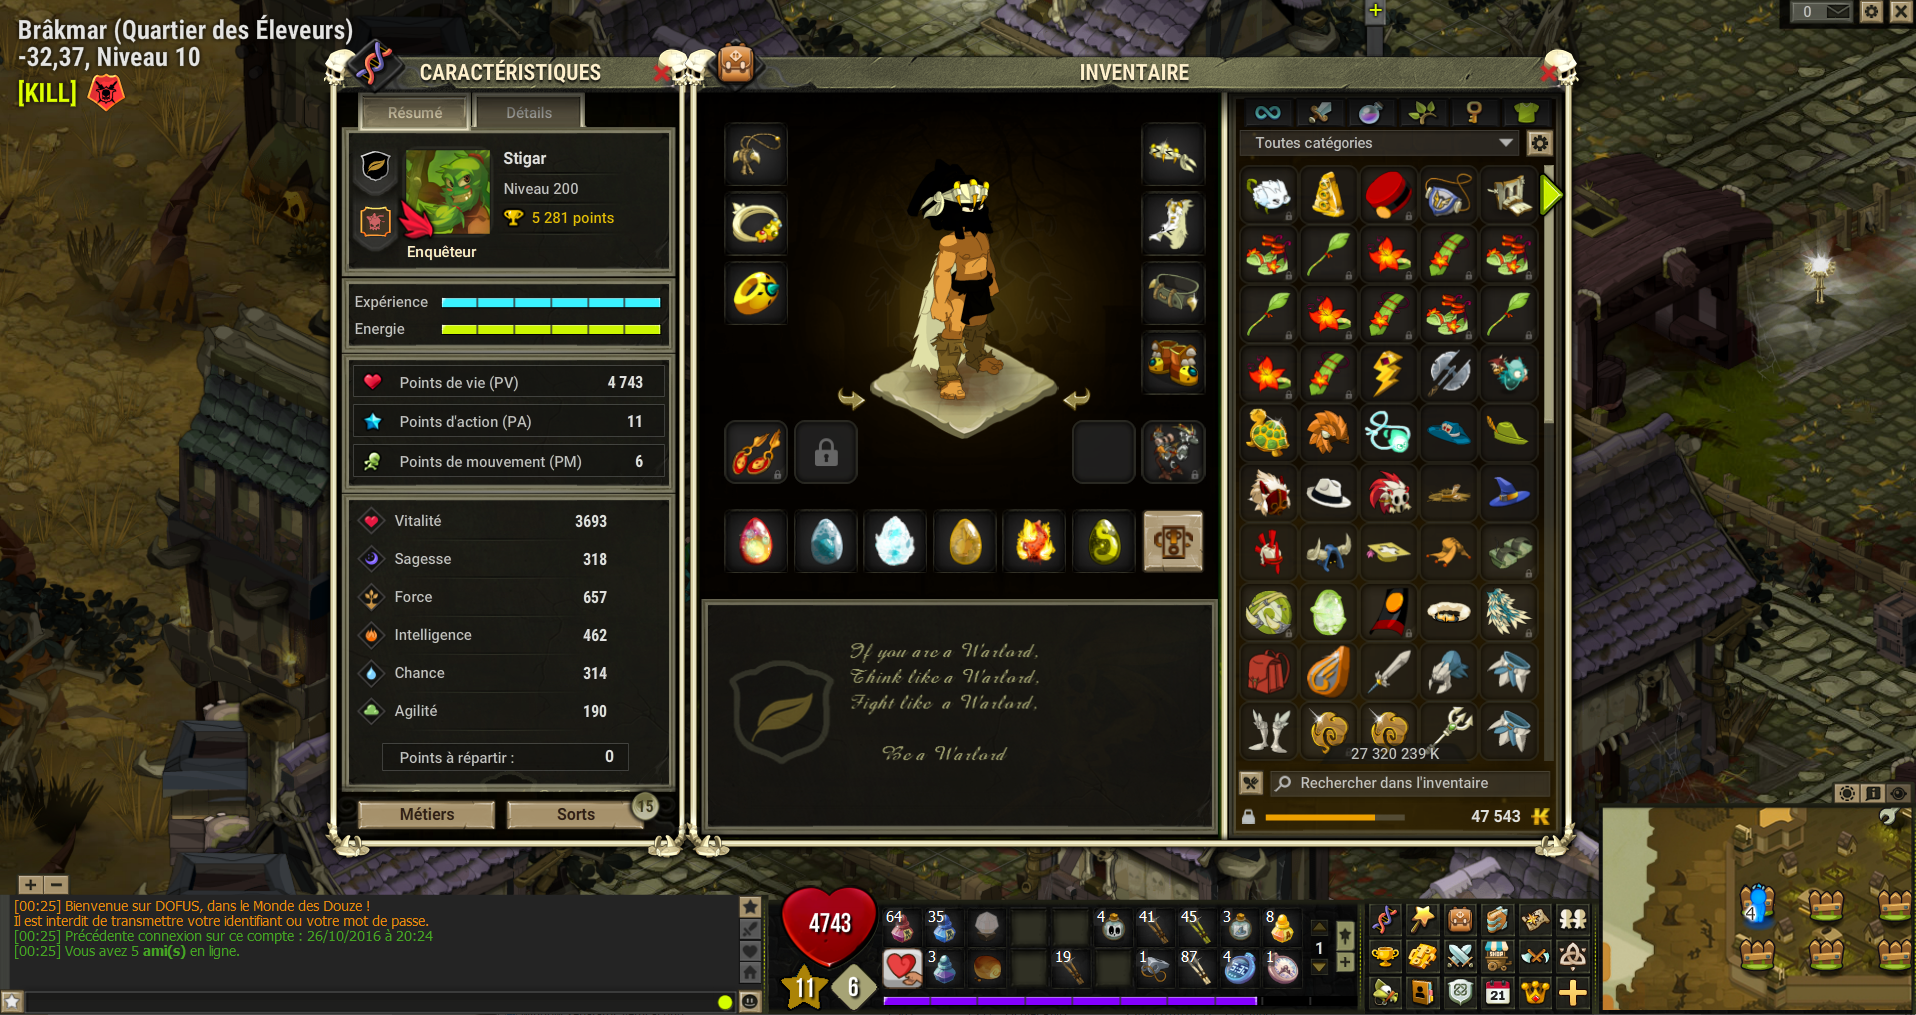 Brâkmar (Quartier des Éleveurs)
-32,37, Niveau 10
[KILL]
0
CARACTÉRISTIQUES
Résumé
Détails
Stigar
Niveau 200
5 281 points
Enquêteur
Expérience
Energie
Points de vie (PV) 4 743
Points d'action (PA) 11
Points de mouvement (PM) 6
Vitalité 3693
Sagesse 318
Force 657
Intelligence 462
Chance 314
Agilité 190
Points à répartir : 0
Métiers
Sorts
15
INVENTAIRE
If you are a Warlord,
Think like a Warlord,
Fight like a Warlord,
Be a Warlord
Toutes catégories
27 320 239 K
Rechercher dans l'inventaire
47 543 K
[00:25] Bienvenue sur DOFUS, dans le Monde des Douze !
Il est interdit de transmettre votre identifiant ou votre mot de passe.
[00:25] Précédente connexion sur ce compte : 26/10/2016 à 20:24
[00:25] Vous avez 5 ami(s) en ligne.
4743
11
6
64 35 4 41 45 3 8
3 19 1 87 4 1
1
SHOP
21
4